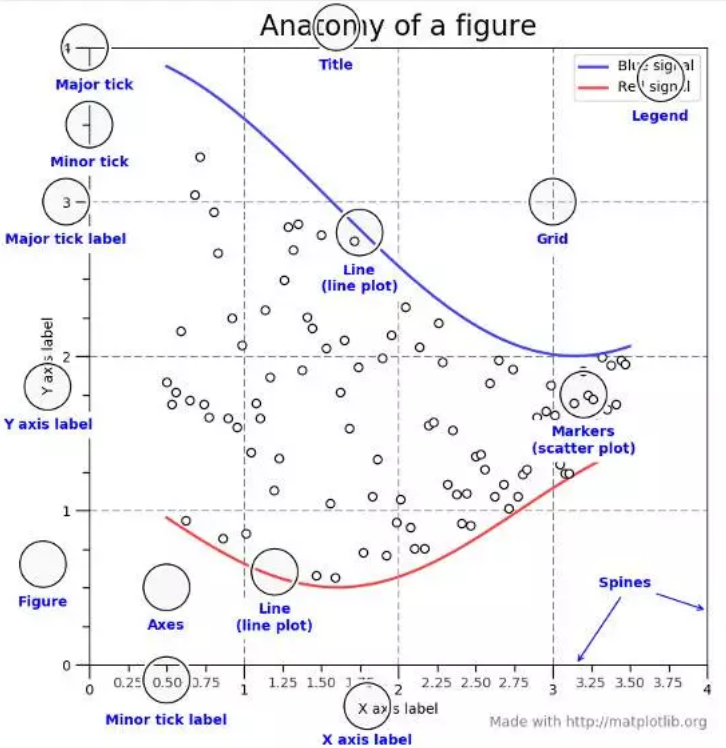 Anatomy of a figure
4
Blue signal
Red signal
Major tick
Title
Legend
Minor tick
3
Major tick label
Grid
Line
(line plot)
2
Y axis label
Y axis label
Markers
(scatter plot)
1
Spines
Figure
Axes
Line
(line plot)
0
0 0.25 0.50 0.75 1 1.25 1.50 1.75 2 2.25 2.50 2.75 3 3.25 3.50 3.75 4
Minor tick label
X axis label
X axis label
Made with http://matplotlib.org